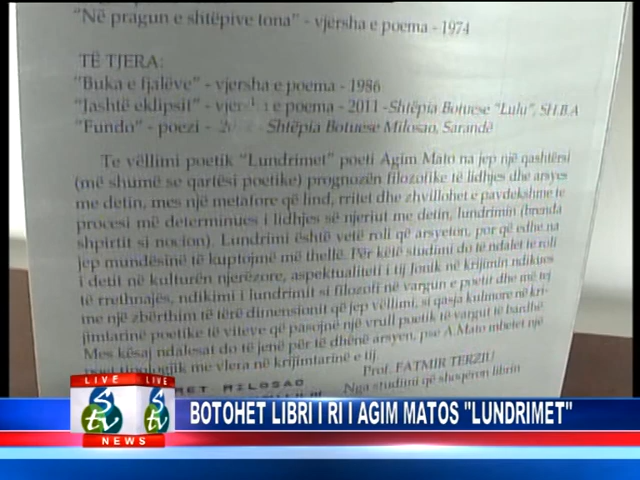 "Në pragun e shtëpive tona" - vjersha e poema - 1974
TË TJERA:
"Buka e fjalëve" - vjersha e poema - 1986
"Jashtë eklipsit" - vjersha e poema - 2011 - Shtëpia Botuese "Lulu", SH.B.A
"Fundo" - poezi - Shtëpia Botuese Milosao, Sarandë
Te vëllimi poetik "Lundrimet" poeti Agim Mato na jep një qashtërsi
(më shumë se qartësi poetike) prognozën filozofike të lidhjes dhe arsyes
me detin, mes një metafore që lind, rritet dhe zhvillohet e pavdekshme te
procesi më determinues i lidhjes së njeriut me detin, lundrimin (brenda
shpirtit si nocion). Lundrimi është vetë roli që arsyeton, por që edhe na
jep mundësinë të kuptojmë më thellë. Për këtë studimi do të ndalet te roli
i detit në kulturën njerëzore, aspektualiteti i tij Jonik në krijimin ndikues
të rrethnajës, ndikimi i lundrimit si filozofi në vargun e poetit dhe më tej
me një zbërthim të tërë dimensionit që jep vëllimi, si qasja kulmore në kri-
jimtarinë poetike të viteve që pasojnë një vrull poetik të vargut të bardhë.
Mes kësaj ndalesat do të jenë për të dhënë arsyen, pse A.Mato mbetet një
poet tipologjik me vlera në krijimtarinë e tij.
Prof. FATMIR TERZIU
Nga studimi që shoqëron librin
MILOSAO
LIVE LIVE
S S
tv tv
NEWS
BOTOHET LIBRI I RI I AGIM MATOS "LUNDRIMET"